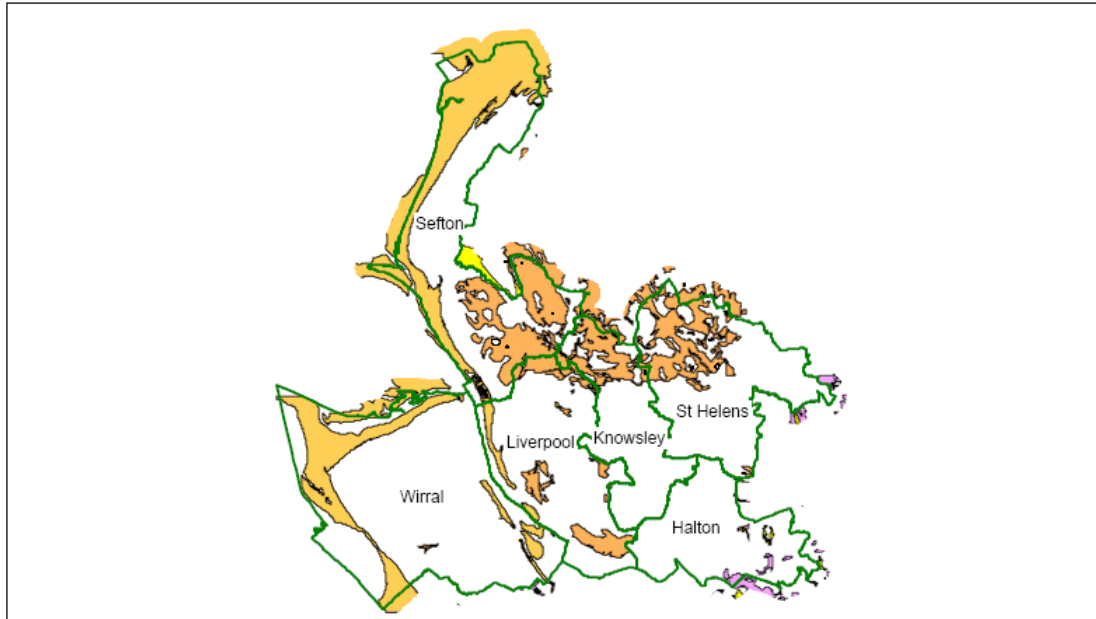 Sefton
St Helens
Liverpool
Knowsley
Wirral
Halton